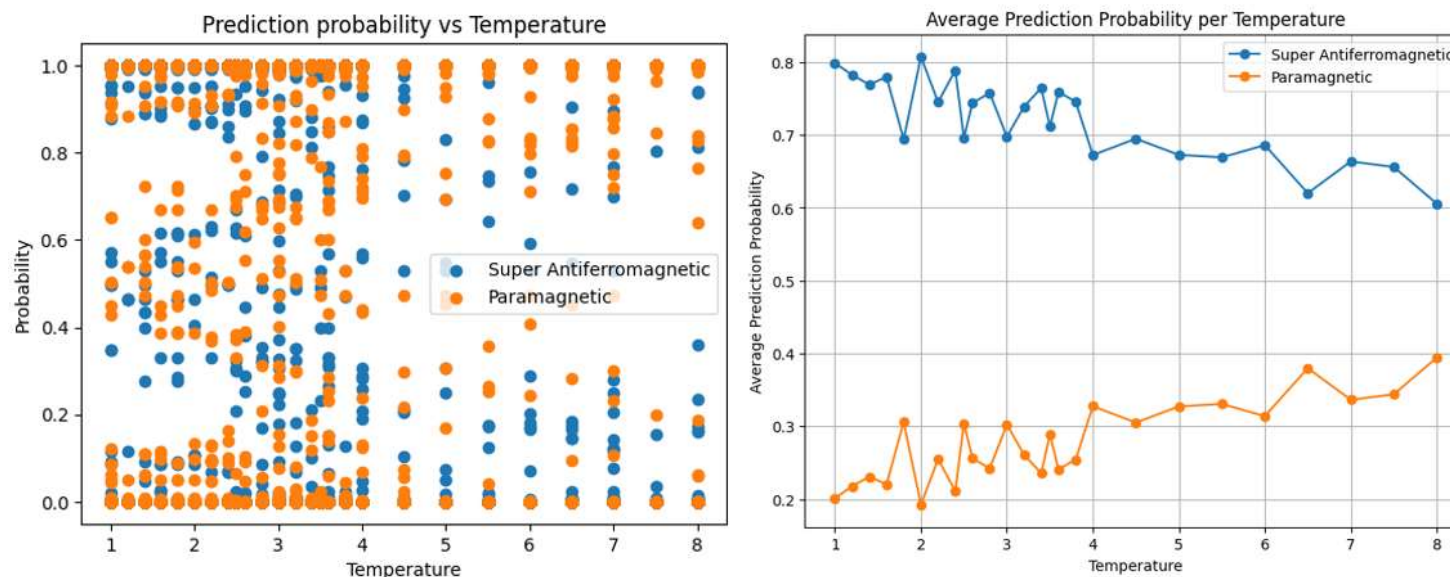 Prediction probability vs Temperature
1.0
0.8
0.6
0.4
0.2
0.0
Probability
Super Antiferromagnetic
Paramagnetic
1 2 3 4 5 6 7 8
Temperature
Average Prediction Probability per Temperature
0.8
0.7
0.6
0.5
0.4
0.3
0.2
Average Prediction Probability
Super Antiferromagnetic
Paramagnetic
1 2 3 4 5 6 7 8
Temperature